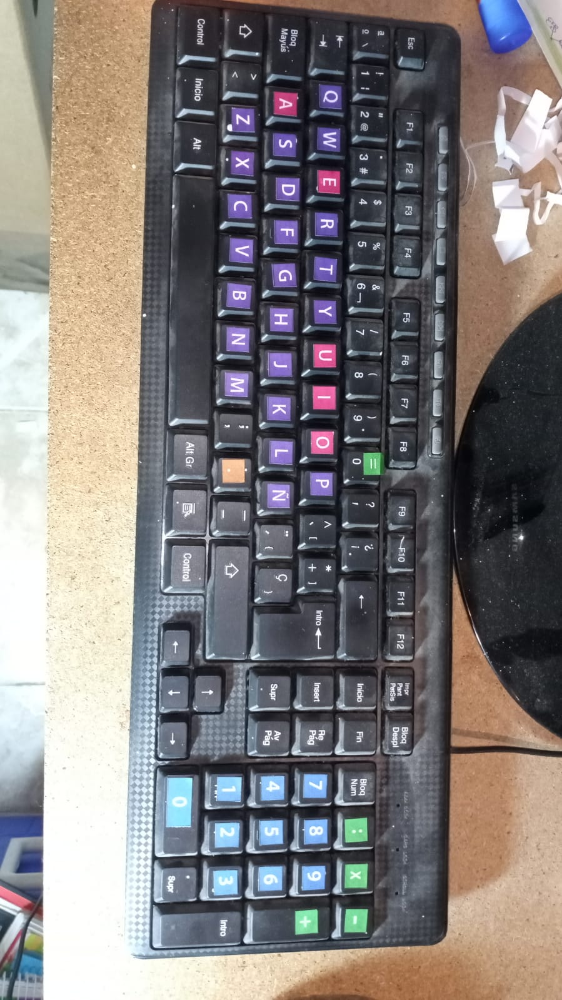 Esc F1 F2 F3 F4 F5 F6 F7 F8 F9 F10 F11 F12 Impr Pant PetSis Bloq Despl
ª º \ ! 1 " 2 @ · 3 # $ 4 % 5 & 6 ¬ / 7 ( 8 ) 9 = 0 ? ' ¿ ¡ ← Inicio Fin Bloq Num : X -
Q W E R T Y U I O P ^ ` [ * + ] Intro Insert Re Pág 7 8 9 +
Bloq Mayús A S D F G H J K L Ñ ¨ ´ { Ç } Supr Av Pág 4 5 6
⇧ < > Z X C V B N M ; , : . _ - ⇧ ↑ 1 2 3 Intro
Control Inicio Alt Alt Gr Control ← ↓ → 0 . Supr
SAMSUNG